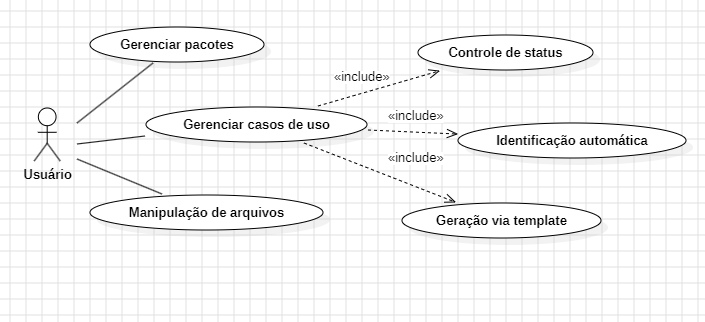 Gerenciar pacotes
Controle de status
«include»
Gerenciar casos de uso
«include»
Identificação automática
«include»
Usuário
Manipulação de arquivos
Geração via template